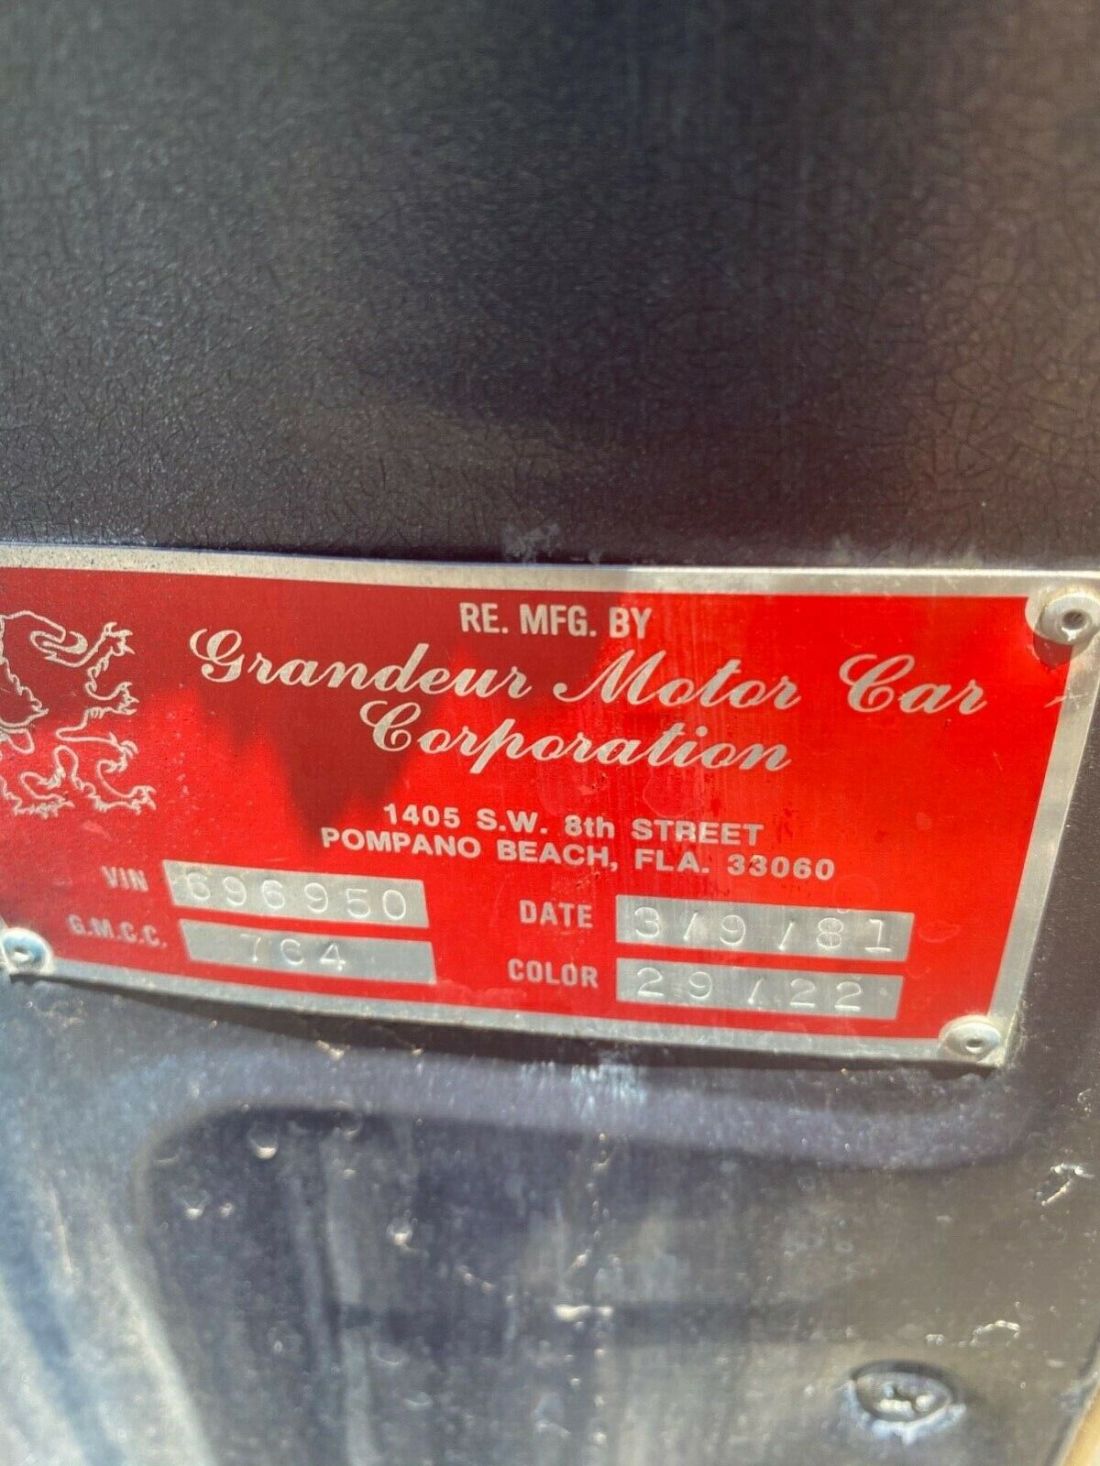 RE. MFG. BY
Grandeur Motor Car
Corporation
1405 S.W. 8th STREET
POMPANO BEACH, FLA. 33060
VIN 696950
DATE 3/9/81
G.M.C.C. 764
COLOR 29/22